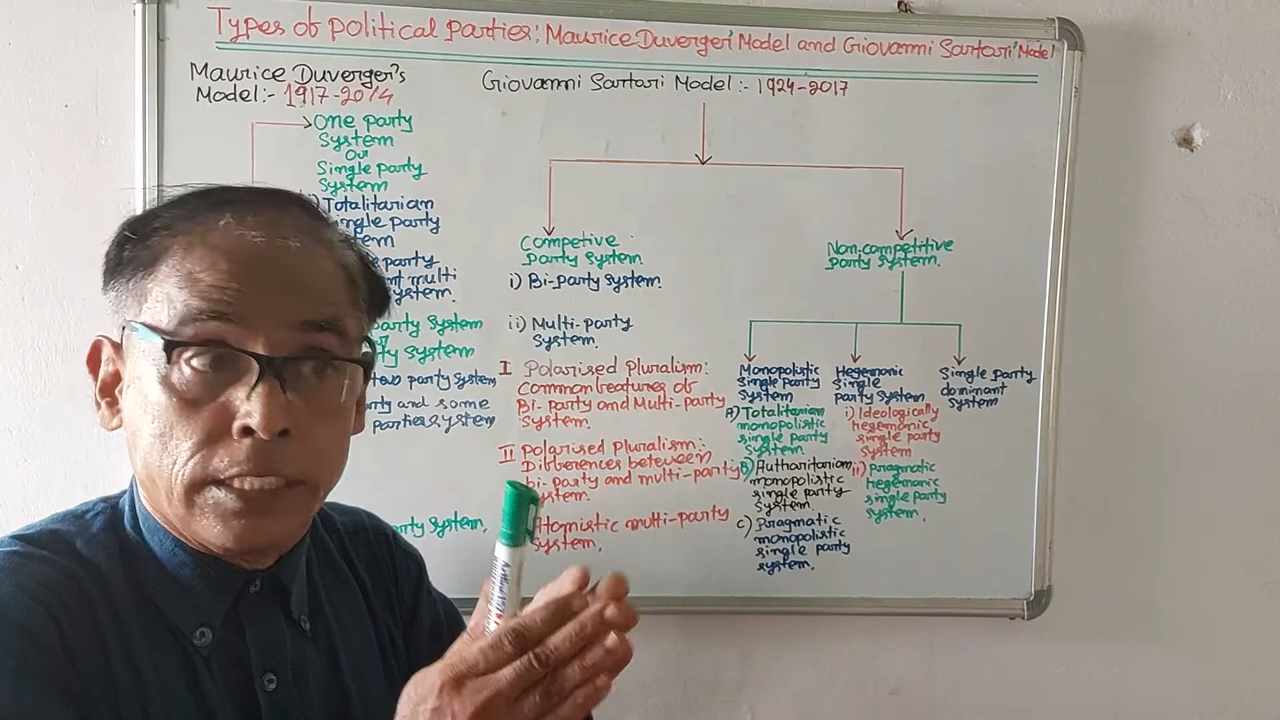 Types of Political Parties: Maurice Duverger' Model and Giovanni Sartari' Model
Maurice Duverger's
Model:- 1917-2014
One party
System
Or
Single party
System
Totalitarian
ingle party
party
multi
system.
party System
ty System
two party System
and some
parties system
party System.
Giovanni Sartari Model:- 1924-2017
Competive
Party System
i) Bi-Party System.
ii) Multi-party
System.
I Polarised Pluralism:
Common features of
Bi-party and Multi-party
System.
II Polarised Pluralism:
Differences between
bi-party and multi-party
System.
Atomistic multi-party
System.
Non-competitive
Party System.
Monopolistic
Single Party
System
A) Totalitarian
monopolistic
single party
System
B) Authoritarian
monopolistic
single party
System.
c) Pragmatic
monopolistic
single party
system.
Hegemonic
Single
Party System
i) Ideologically
hegemonic
single party
System
ii) Pragmatic
Hegemonic
single party
System.
Single party
dominant
System